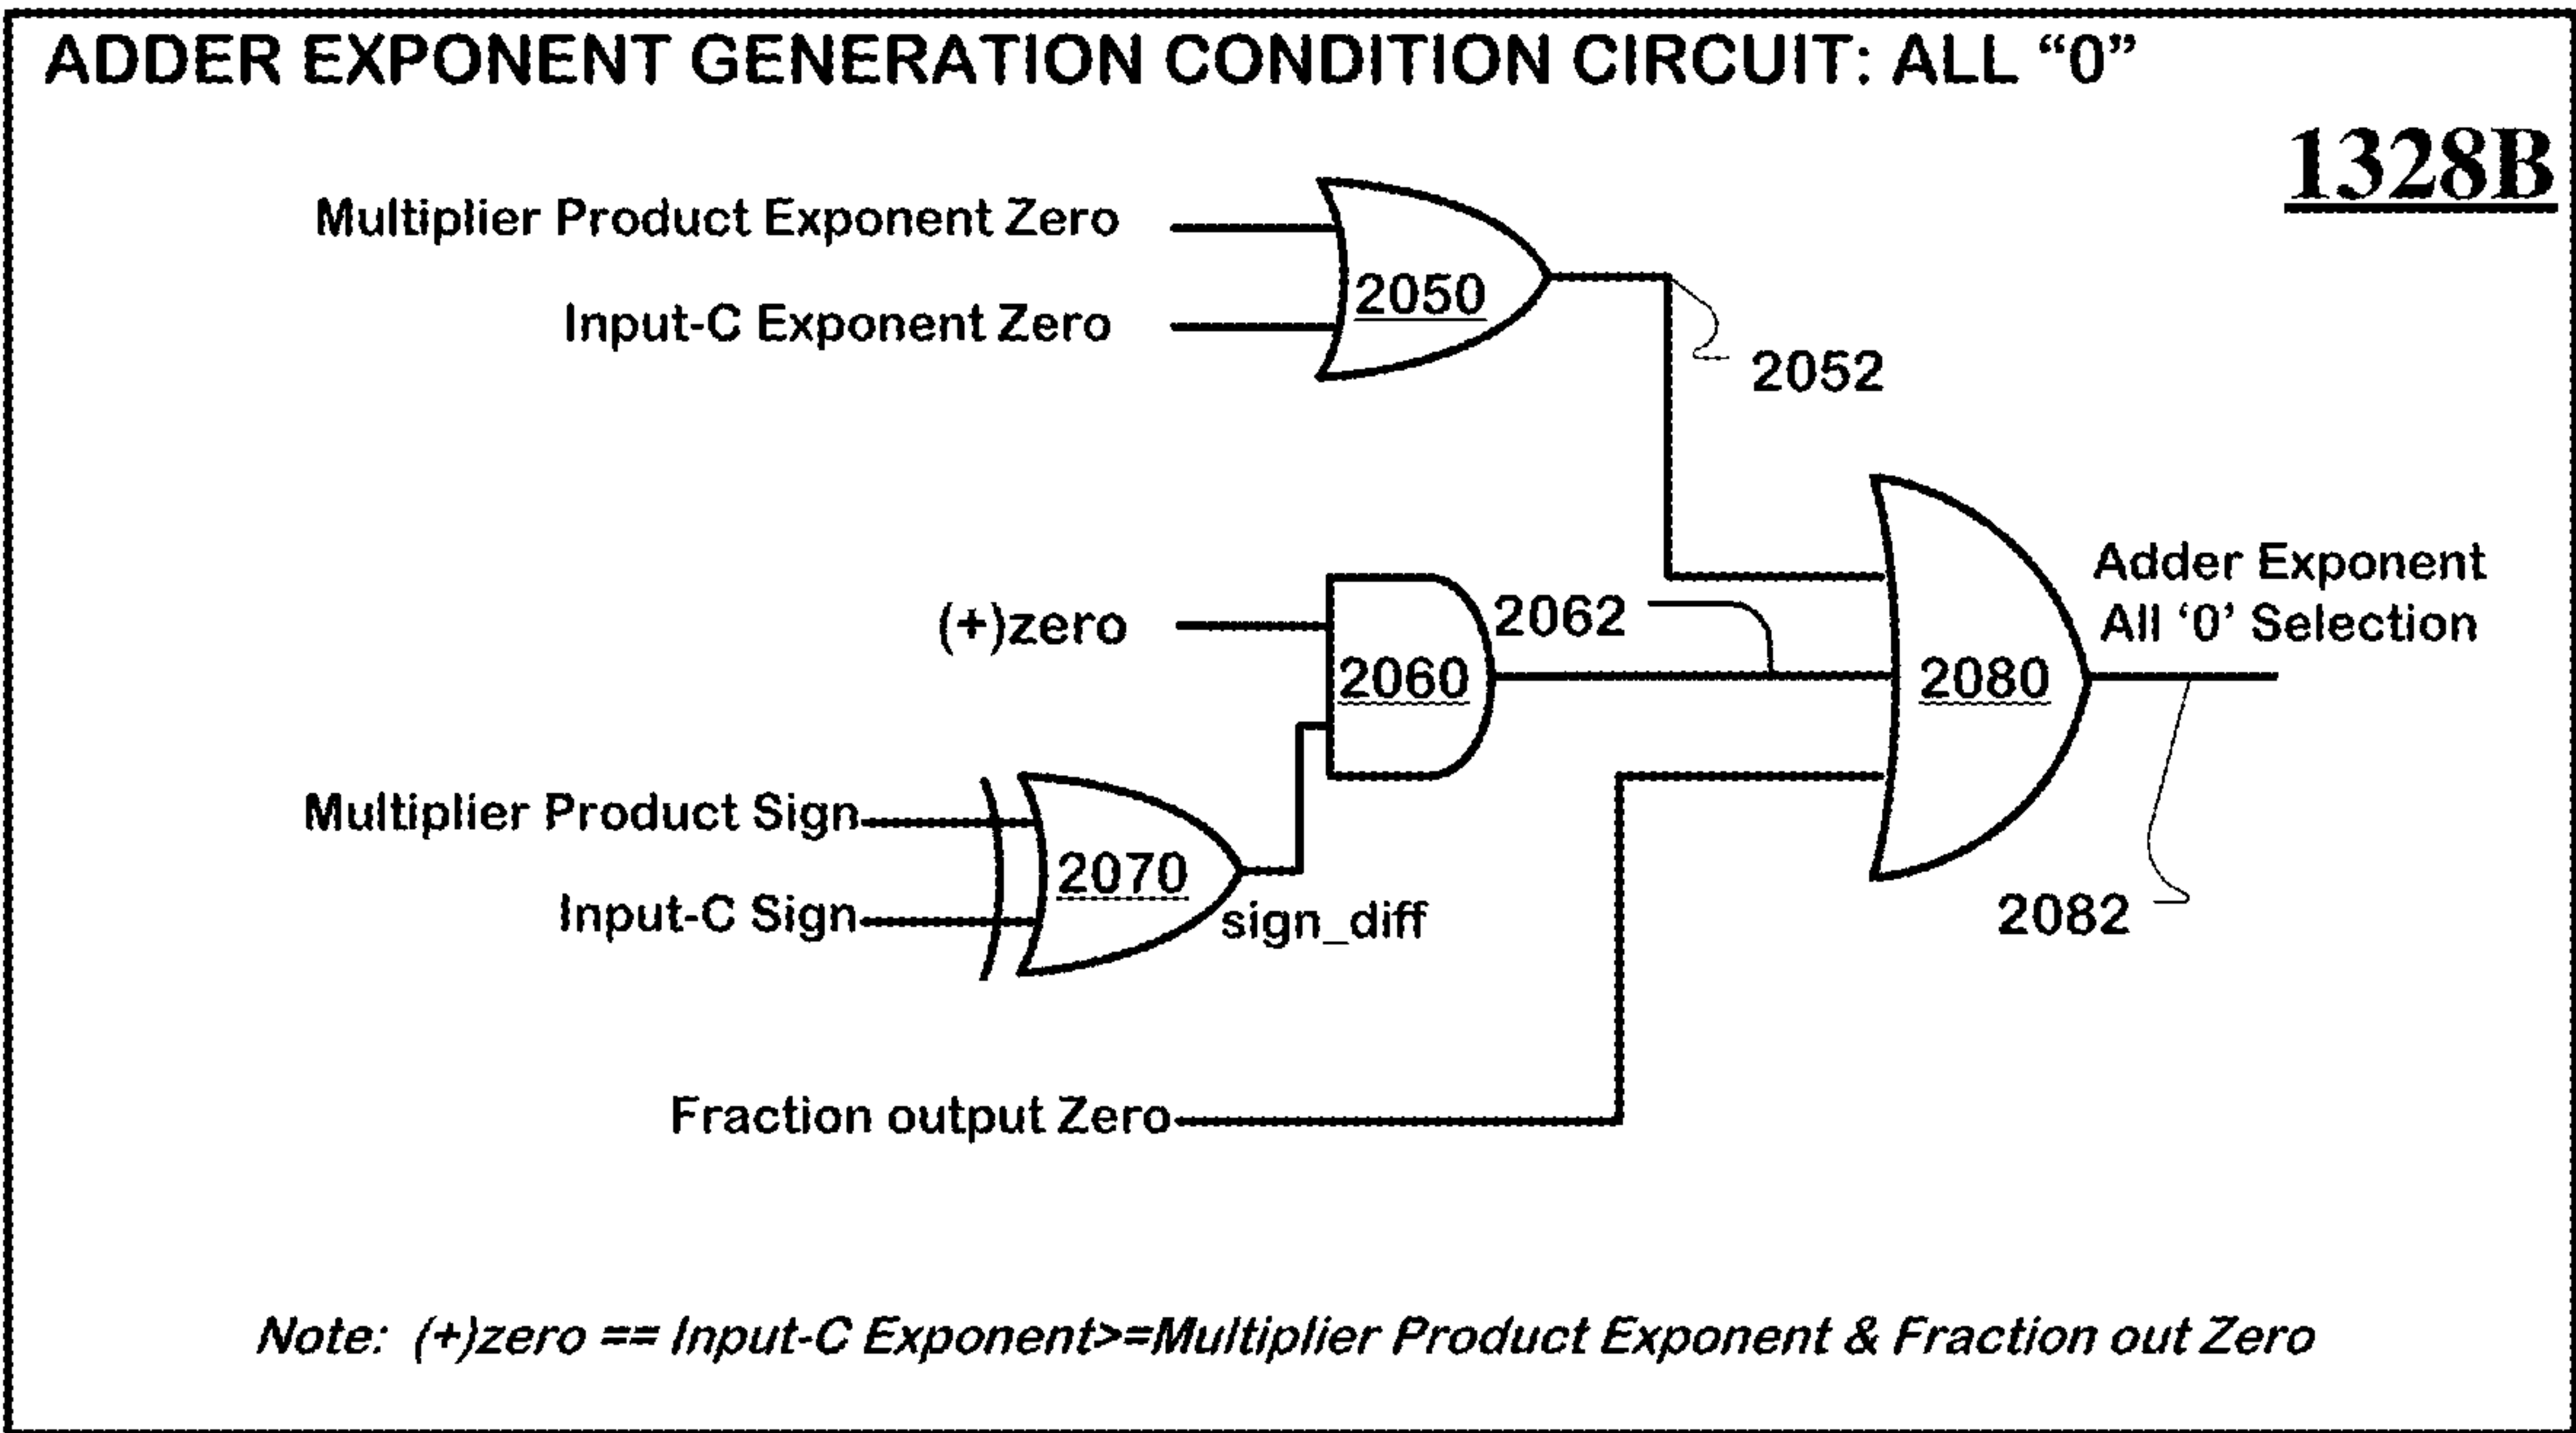 ADDER EXPONENT GENERATION CONDITION CIRCUIT: ALL “0”
1328B
Multiplier Product Exponent Zero
Input-C Exponent Zero
2050
2052
(+)zero
2060
2062
2080
Adder Exponent
All ‘0’ Selection
Multiplier Product Sign
Input-C Sign
2070
sign_diff
2082
Fraction output Zero
Note: (+)zero == Input-C Exponent>=Multiplier Product Exponent & Fraction out Zero